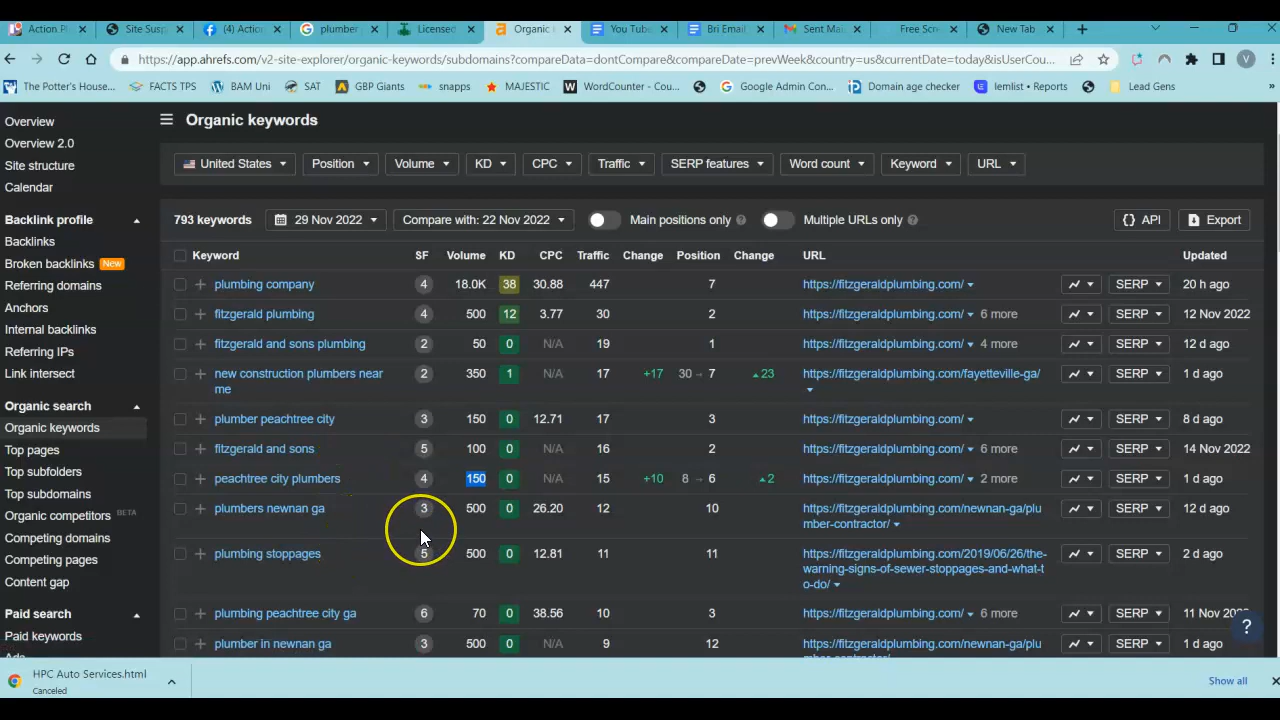 Action Pl
Site Susp
(4) Action
plumber
Licensed
Organic
You Tube
Bri Email
Sent Mai
Free Scre
New Tab
https://app.ahrefs.com/v2-site-explorer/organic-keywords/subdomains?compareData=dontCompare&compareDate=prevWeek&country=us&currentDate=today&isUserCou...
The Potter's House...
FACTS TPS
BAM Uni
SAT
GBP Giants
snapps
MAJESTIC
WordCounter - Cou...
Google Admin Con...
Domain age checker
lemlist • Reports
Lead Gens
Overview
Overview 2.0
Site structure
Calendar
Backlink profile
Backlinks
Broken backlinks New
Referring domains
Anchors
Internal backlinks
Referring IPs
Link intersect
Organic search
Organic keywords
Top pages
Top subfolders
Top subdomains
Organic competitors BETA
Competing domains
Competing pages
Content gap
Paid search
Paid keywords
Organic keywords
United States Position Volume KD CPC Traffic SERP features Word count Keyword URL
793 keywords 29 Nov 2022 Compare with: 22 Nov 2022 Main positions only ? Multiple URLs only ? {} API Export
Keyword SF Volume KD CPC Traffic Change Position Change URL Updated
plumbing company 4 18.0K 38 30.88 447 7 https://fitzgeraldplumbing.com/ SERP 20 h ago
fitzgerald plumbing 4 500 12 3.77 30 2 https://fitzgeraldplumbing.com/ 6 more SERP 12 Nov 2022
fitzgerald and sons plumbing 2 50 0 N/A 19 1 https://fitzgeraldplumbing.com/ 4 more SERP 12 d ago
new construction plumbers near 2 350 1 N/A 17 +17 30 → 7 23 https://fitzgeraldplumbing.com/fayetteville-ga/ SERP 1 d ago
me
plumber peachtree city 3 150 0 12.71 17 3 https://fitzgeraldplumbing.com/ SERP 8 d ago
fitzgerald and sons 5 100 0 N/A 16 2 https://fitzgeraldplumbing.com/ 6 more SERP 14 Nov 2022
peachtree city plumbers 4 150 0 N/A 15 +10 8 → 6 2 https://fitzgeraldplumbing.com/ 2 more SERP 1 d ago
plumbers newnan ga 3 500 0 26.20 12 10 https://fitzgeraldplumbing.com/newnan-ga/plu SERP 12 d ago
mber-contractor/
plumbing stoppages 5 500 0 12.81 11 11 https://fitzgeraldplumbing.com/2019/06/26/the- SERP 2 d ago
warning-signs-of-sewer-stoppages-and-what-t
o-do/
plumbing peachtree city ga 6 70 0 38.56 10 3 https://fitzgeraldplumbing.com/ 6 more SERP 11 Nov 2022
plumber in newnan ga 3 500 0 N/A 9 12 https://fitzgeraldplumbing.com/newnan-ga/plu SERP 1 d ago
?
HPC Auto Services.html
Canceled
Show all